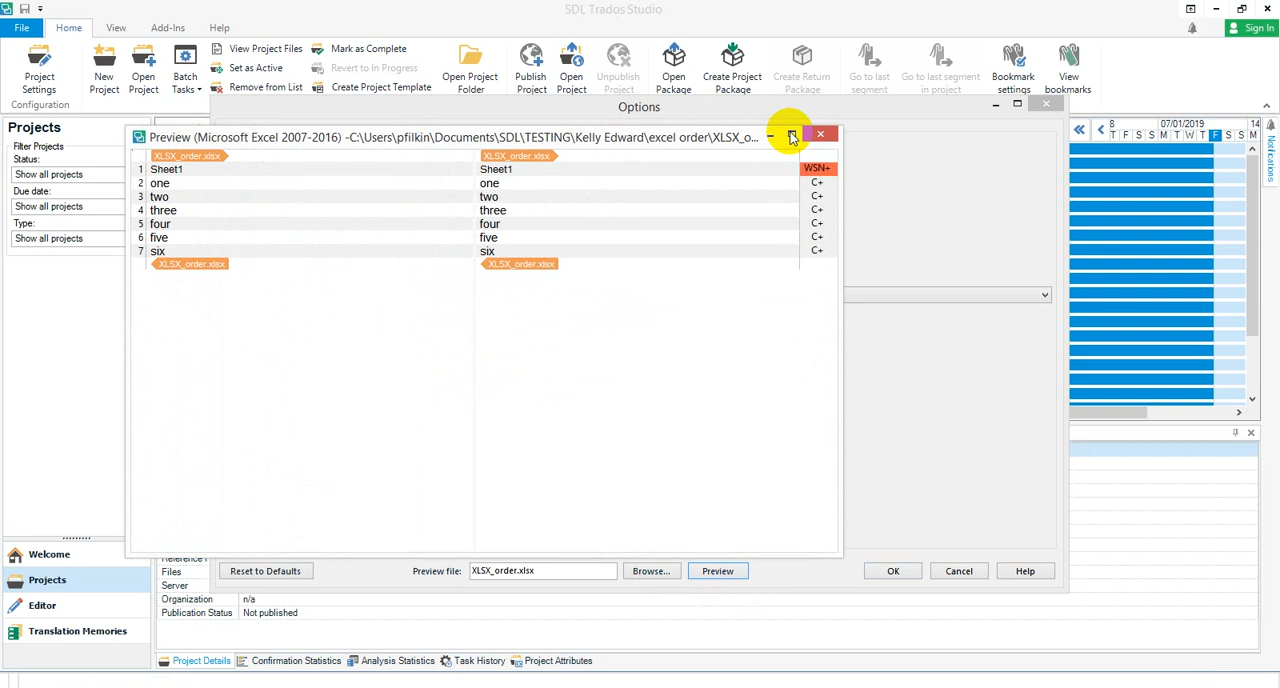 SDL Trados Studio
File Home View Add-Ins Help
Sign In
Project Settings
New Project
Open Project
Batch Tasks
View Project Files
Set as Active
Remove from List
Mark as Complete
Revert to In Progress
Create Project Template
Open Project Folder
Publish Project
Open Project
Unpublish Project
Open Package
Create Project Package
Create Return Package
Go to last segment
Go to last segment in project
Bookmark settings
View bookmarks
Configuration
Options
Projects
Filter Projects
Status:
Show all projects
Due date:
Show all projects
Type:
Show all projects
Preview (Microsoft Excel 2007-2016) -C:\Users\pfilkin\Documents\SDL\TESTING\Kelly Edward\excel order\XLSX_o...
XLSX_order.xlsx XLSX_order.xlsx
1 Sheet1 Sheet1 WSN+
2 one one C+
3 two two C+
4 three three C+
5 four four C+
6 five five C+
7 six six C+
XLSX_order.xlsx XLSX_order.xlsx
8 07/01/2019 14
T F S S M T W T F S S M
Notifications
Welcome
Projects
Editor
Translation Memories
Reset to Defaults Preview file: XLSX_order.xlsx Browse... Preview OK Cancel Help
Files
Server
Organization n/a
Publication Status Not published
Project Details Confirmation Statistics Analysis Statistics Task History Project Attributes